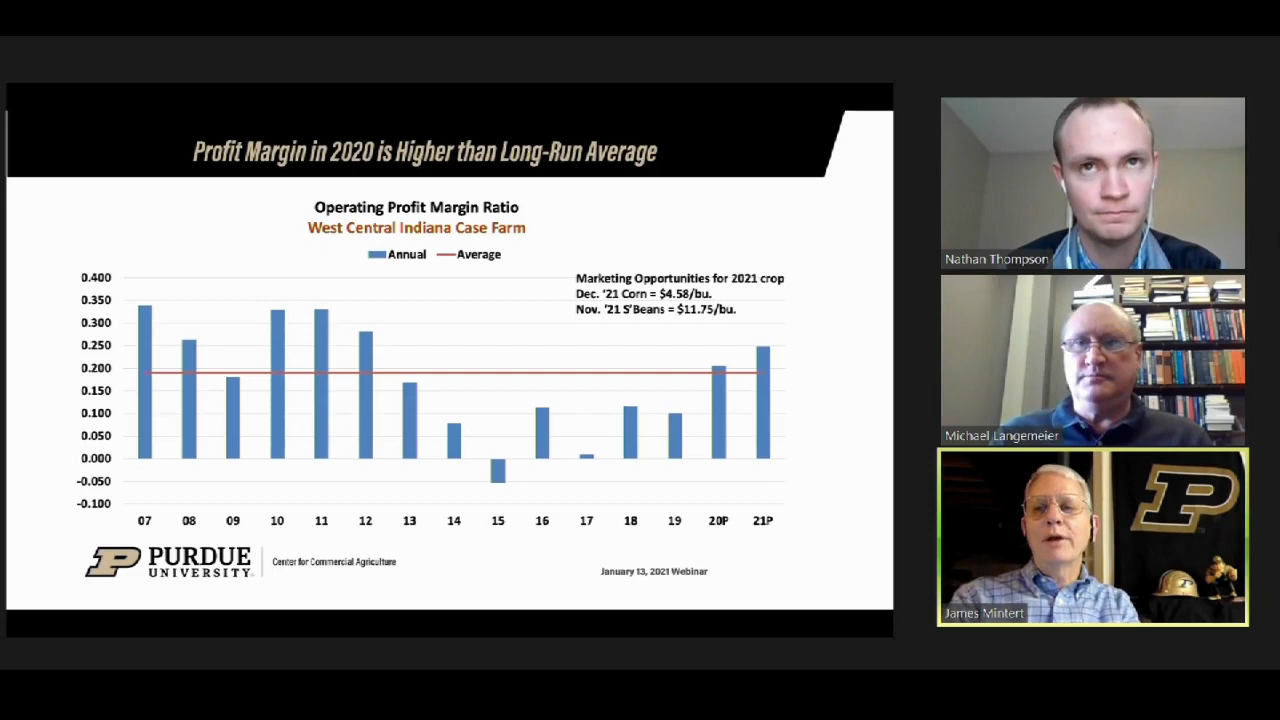 Profit Margin in 2020 is Higher than Long-Run Average
Operating Profit Margin Ratio
West Central Indiana Case Farm
Annual Average
Marketing Opportunities for 2021 crop
Dec. '21 Corn = $4.58/bu.
Nov. '21 S'Beans = $11.75/bu.
0.400
0.350
0.300
0.250
0.200
0.150
0.100
0.050
0.000
-0.050
-0.100
07 08 09 10 11 12 13 14 15 16 17 18 19 20P 21P
P PURDUE
UNIVERSITY
Center for Commercial Agriculture
January 13, 2021 Webinar
Nathan Thompson
Michael Langemeier
P
P
James Mintert